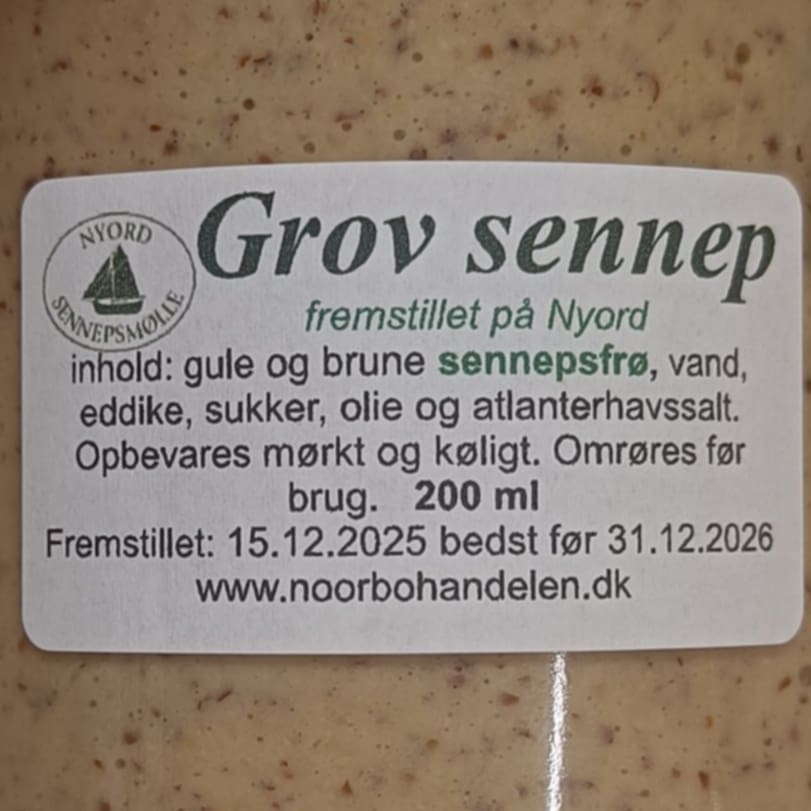 NYORD
SENNEPSMØLLE
Grov sennep
fremstillet på Nyord
inhold: gule og brune sennepsfrø, vand,
eddike, sukker, olie og atlanterhavssalt.
Opbevares mørkt og køligt. Omrøres før
brug. 200 ml
Fremstillet: 15.12.2025 bedst før 31.12.2026
www.noorbohandelen.dk